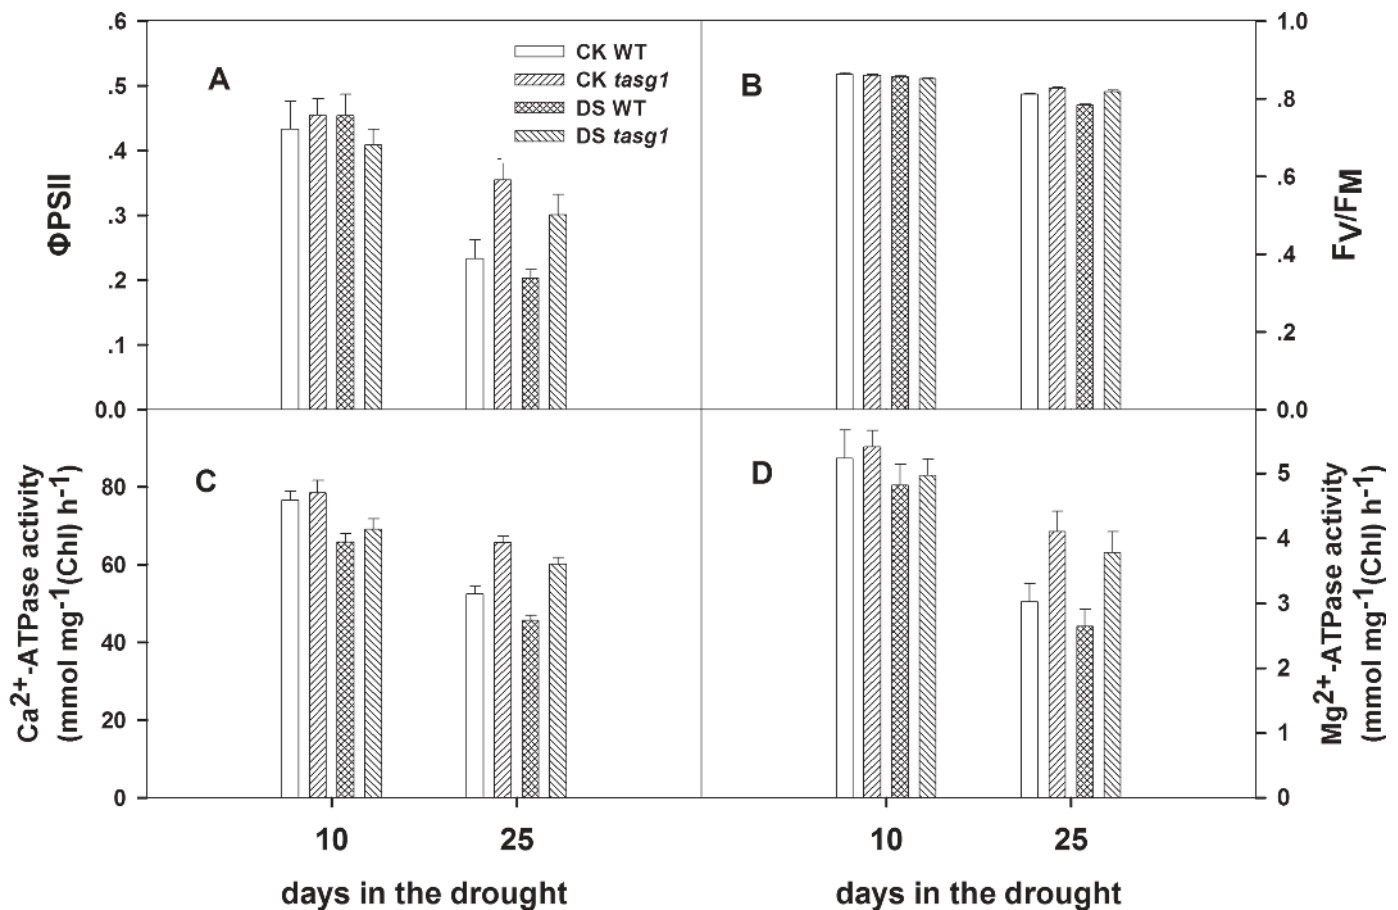 A
CK WT
CK tasg1
DS WT
DS tasg1
.6
.5
.4
.3
.2
.1
0.0
ΦPSII
B
1.0
.8
.6
.4
.2
0.0
FV/FM
C
80
60
40
20
0
Ca2+-ATPase activity
(mmol mg-1(Chl) h-1)
D
5
4
3
2
1
0
Mg2+-ATPase activity
(mmol mg-1(Chl) h-1)
10 25
days in the drought
10 25
days in the drought